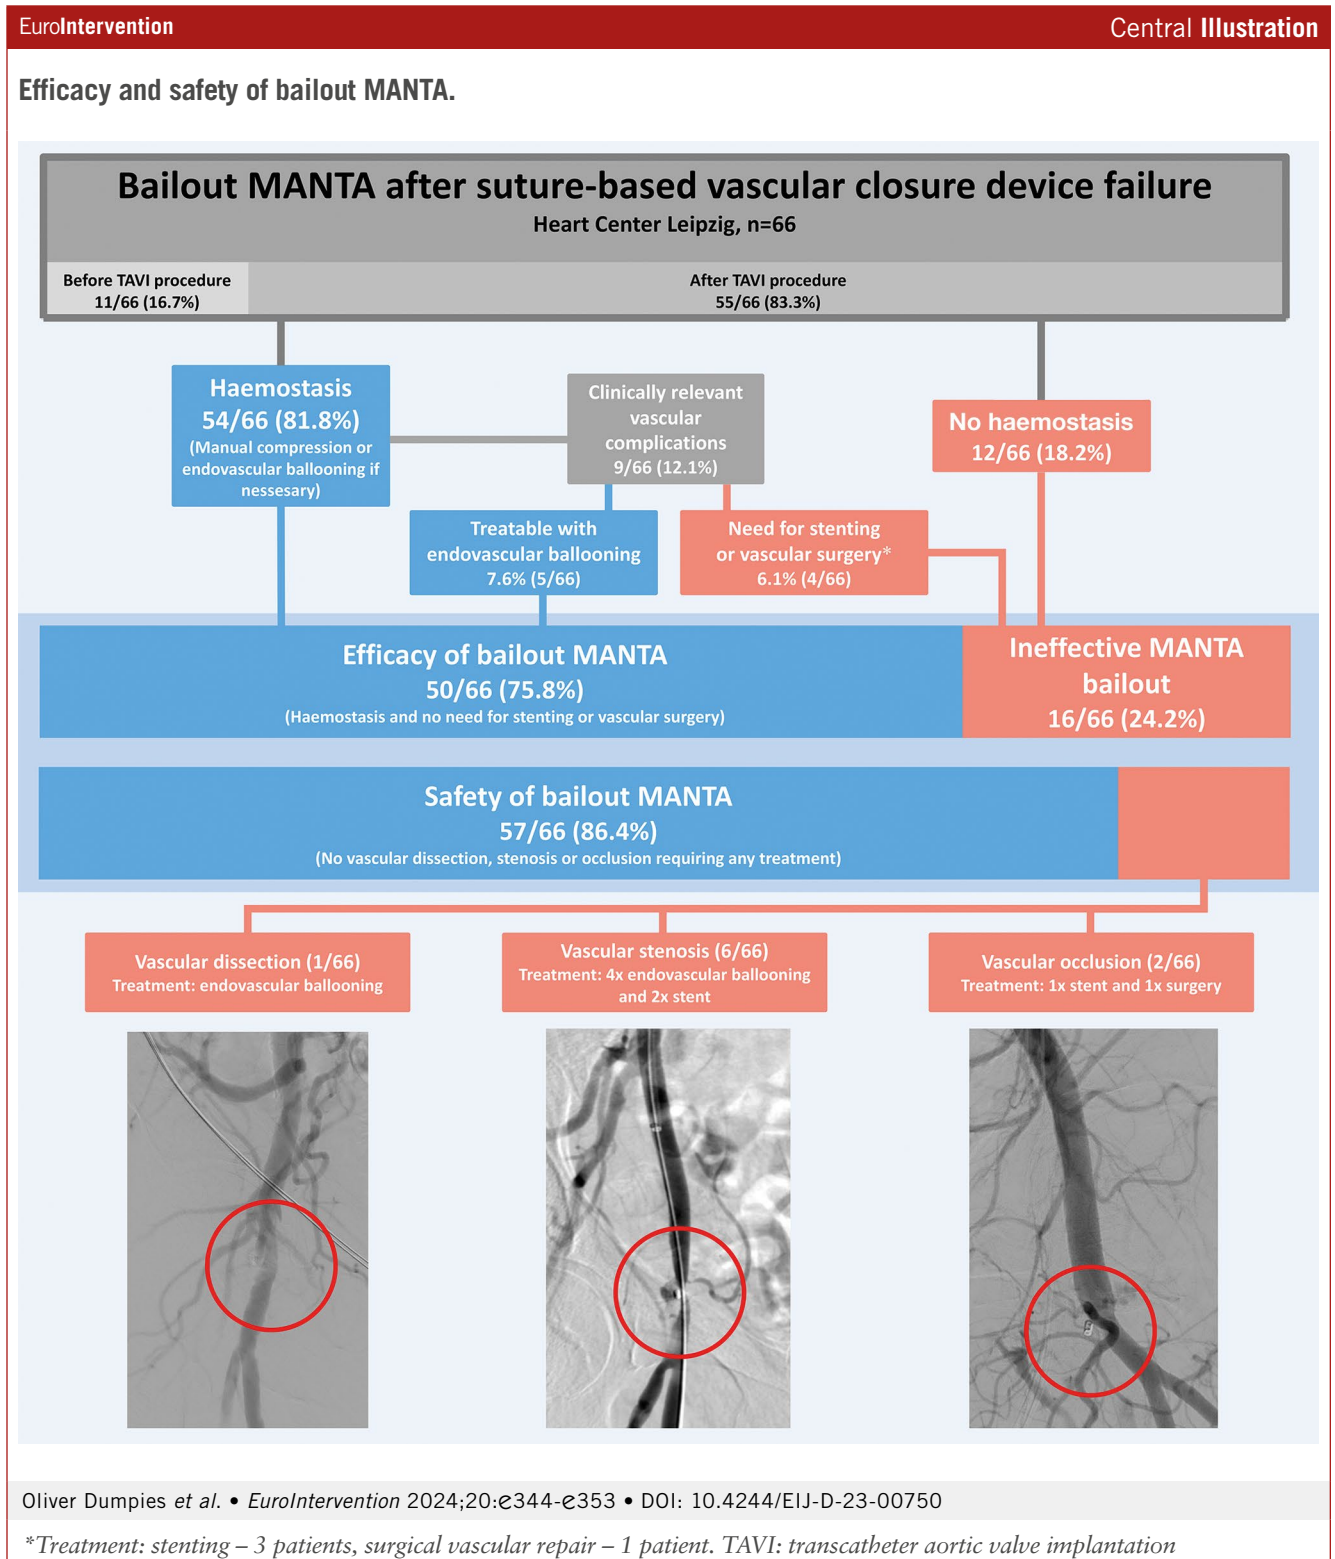 EuroIntervention
Central Illustration
Efficacy and safety of bailout MANTA.
Bailout MANTA after suture-based vascular closure device failure
Heart Center Leipzig, n=66
Before TAVI procedure
11/66 (16.7%)
After TAVI procedure
55/66 (83.3%)
Haemostasis
54/66 (81.8%)
(Manual compression or
endovascular ballooning if
nessesary)
Clinically relevant
vascular
complications
9/66 (12.1%)
No haemostasis
12/66 (18.2%)
Treatable with
endovascular ballooning
7.6% (5/66)
Need for stenting
or vascular surgery*
6.1% (4/66)
Efficacy of bailout MANTA
50/66 (75.8%)
(Haemostasis and no need for stenting or vascular surgery)
Ineffective MANTA
bailout
16/66 (24.2%)
Safety of bailout MANTA
57/66 (86.4%)
(No vascular dissection, stenosis or occlusion requiring any treatment)
Vascular dissection (1/66)
Treatment: endovascular ballooning
Vascular stenosis (6/66)
Treatment: 4x endovascular ballooning
and 2x stent
Vascular occlusion (2/66)
Treatment: 1x stent and 1x surgery
Oliver Dumpies et al. • EuroIntervention 2024;20:e344-e353 • DOI: 10.4244/EIJ-D-23-00750
*Treatment: stenting – 3 patients, surgical vascular repair – 1 patient. TAVI: transcatheter aortic valve implantation